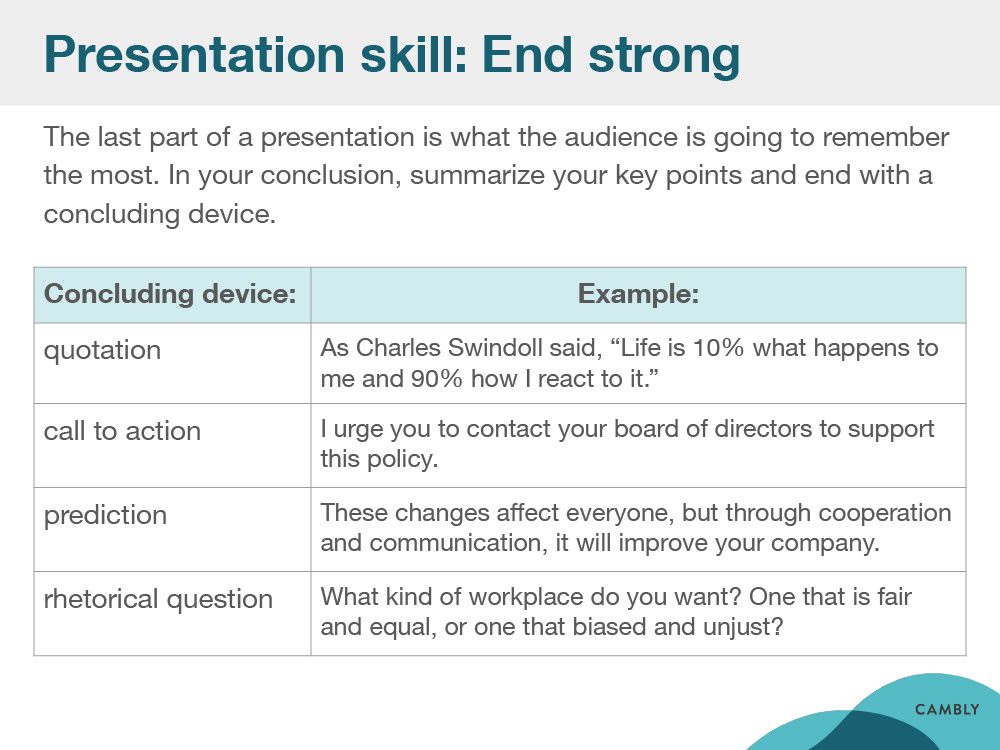 Presentation skill: End strong
The last part of a presentation is what the audience is going to remember
the most. In your conclusion, summarize your key points and end with a
concluding device.
Concluding device:
Example:
quotation
As Charles Swindoll said, “Life is 10% what happens to
me and 90% how I react to it.”
call to action
I urge you to contact your board of directors to support
this policy.
prediction
These changes affect everyone, but through cooperation
and communication, it will improve your company.
rhetorical question
What kind of workplace do you want? One that is fair
and equal, or one that biased and unjust?
CAMBLY